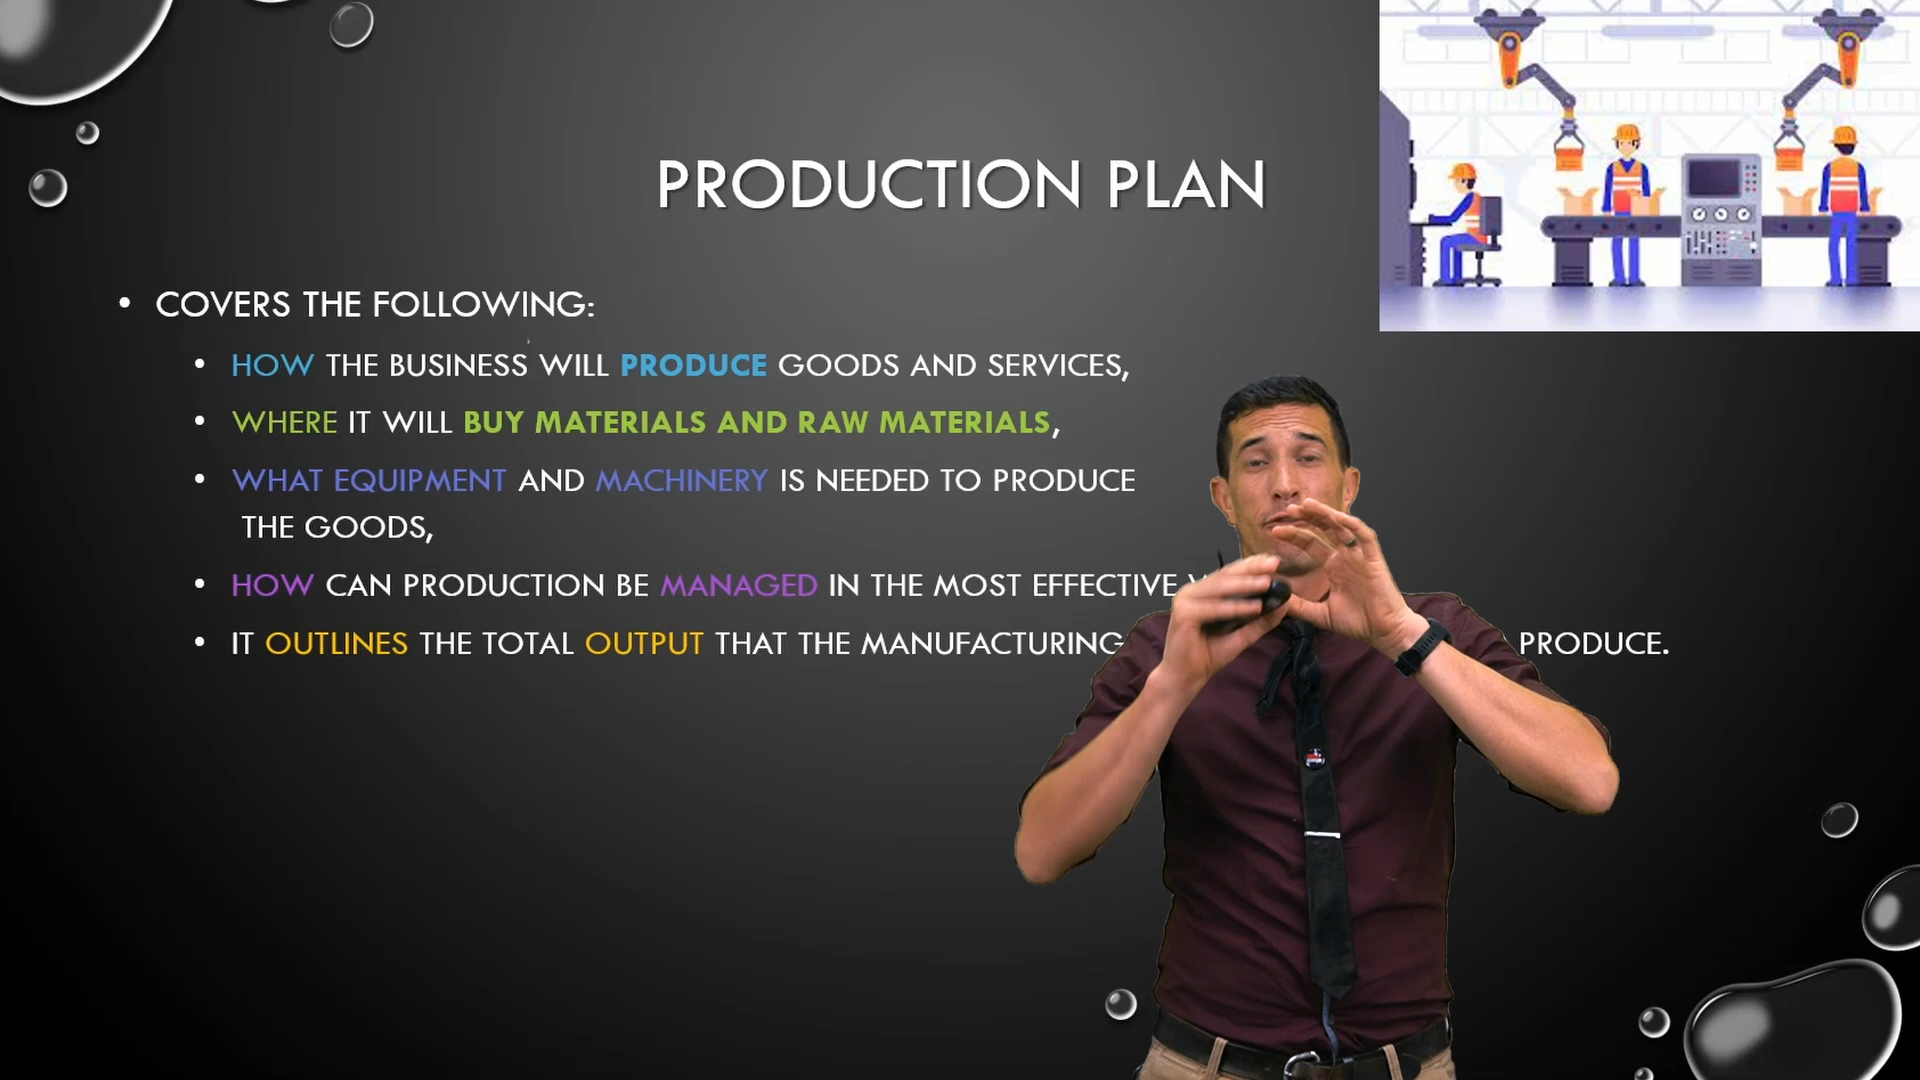 PRODUCTION PLAN
• COVERS THE FOLLOWING:
• HOW THE BUSINESS WILL PRODUCE GOODS AND SERVICES,
• WHERE IT WILL BUY MATERIALS AND RAW MATERIALS,
• WHAT EQUIPMENT AND MACHINERY IS NEEDED TO PRODUCE
THE GOODS,
• HOW CAN PRODUCTION BE MANAGED IN THE MOST EFFECTIVE
• IT OUTLINES THE TOTAL OUTPUT THAT THE MANUFACTURING PRODUCE.